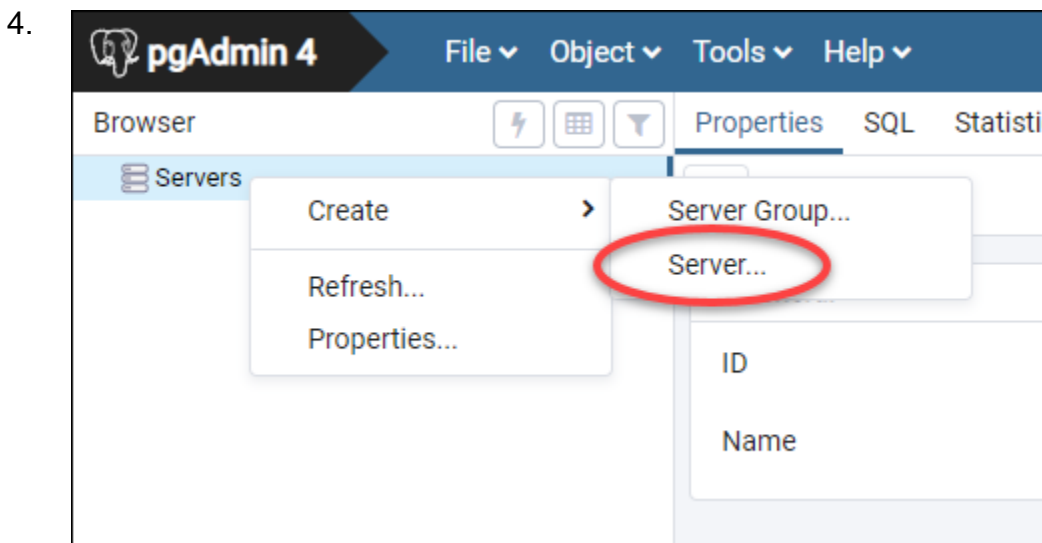 4.
pgAdmin 4 File Object Tools Help
Browser Properties SQL Statisti
Servers
Create Server Group...
Server...
Refresh...
Properties...
ID
Name